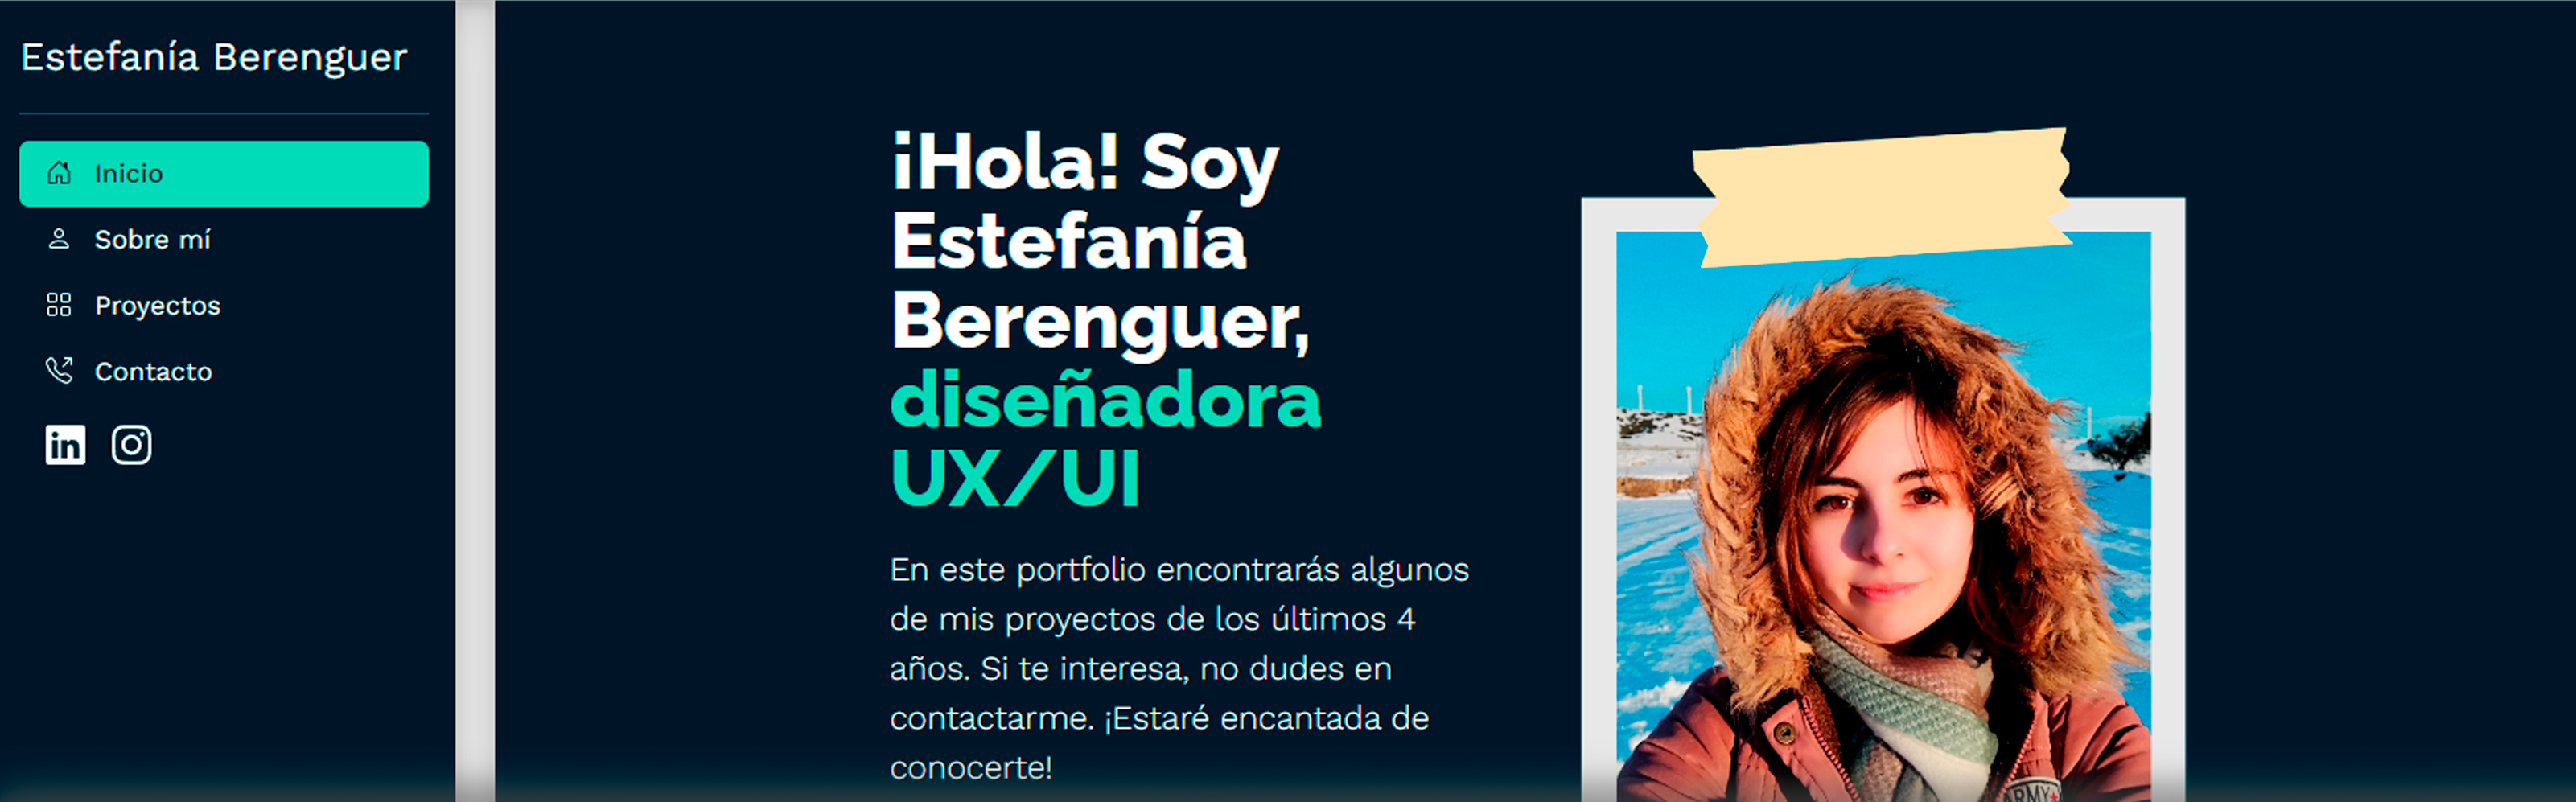 Estefanía Berenguer
Inicio
Sobre mí
Proyectos
Contacto
in
¡Hola! Soy
Estefanía
Berenguer,
diseñadora
UX/UI
En este portfolio encontrarás algunos
de mis proyectos de los últimos 4
años. Si te interesa, no dudes en
contactarme. ¡Estaré encantada de
conocerte!
ARMY